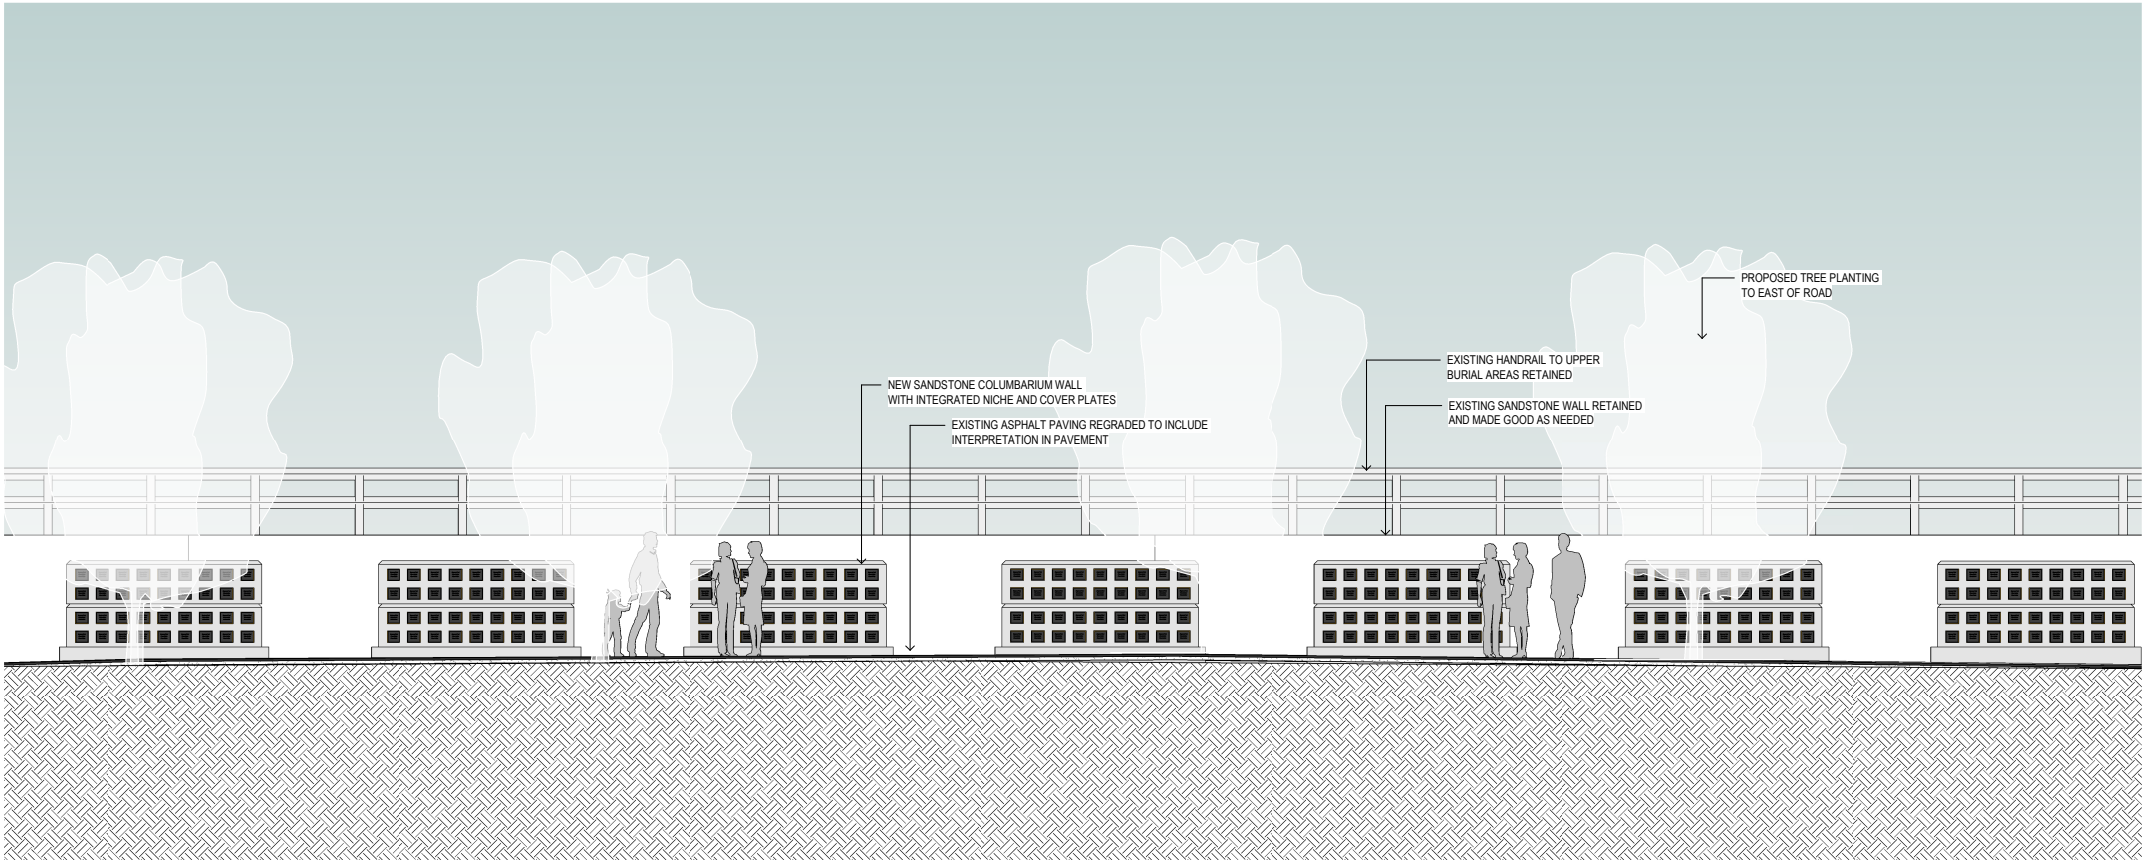 PROPOSED TREE PLANTING
TO EAST OF ROAD
EXISTING HANDRAIL TO UPPER
BURIAL AREAS RETAINED
NEW SANDSTONE COLUMBARIUM WALL
WITH INTEGRATED NICHE AND COVER PLATES
EXISTING SANDSTONE WALL RETAINED
AND MADE GOOD AS NEEDED
EXISTING ASPHALT PAVING REGRADED TO INCLUDE
INTERPRETATION IN PAVEMENT